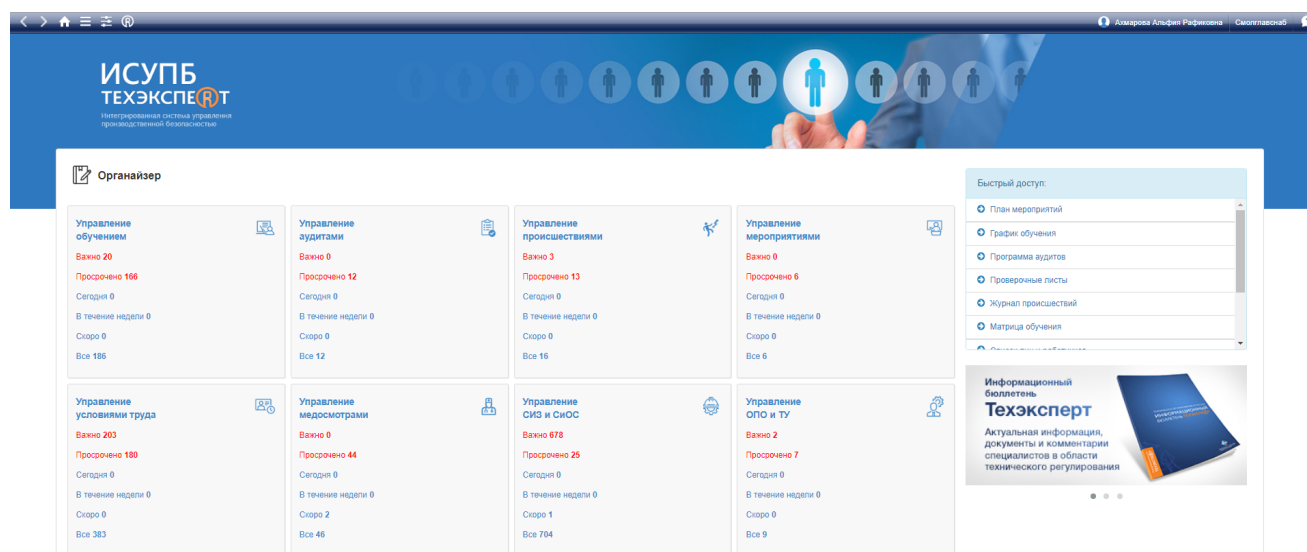 Ахмарова Альфия Рафиковна Смолглавснаб
ИСУПБ
ТЕХЭКСПЕRТ
Интегрированная система управления
производственной безопасностью
Органайзер
Управление
обучением
Важно 20
Просрочено 166
Сегодня 0
В течение недели 0
Скоро 0
Все 186
Управление
аудитами
Важно 0
Просрочено 12
Сегодня 0
В течение недели 0
Скоро 0
Все 12
Управление
происшествиями
Важно 3
Просрочено 13
Сегодня 0
В течение недели 0
Скоро 0
Все 16
Управление
мероприятиями
Важно 0
Просрочено 6
Сегодня 0
В течение недели 0
Скоро 0
Все 6
Управление
условиями труда
Важно 203
Просрочено 180
Сегодня 0
В течение недели 0
Скоро 0
Все 383
Управление
медосмотрами
Важно 0
Просрочено 44
Сегодня 0
В течение недели 0
Скоро 2
Все 46
Управление
СИЗ и СиОС
Важно 678
Просрочено 25
Сегодня 0
В течение недели 0
Скоро 1
Все 704
Управление
ОПО и ТУ
Важно 2
Просрочено 7
Сегодня 0
В течение недели 0
Скоро 0
Все 9
Быстрый доступ:
План мероприятий
График обучения
Программа аудитов
Проверочные листы
Журнал происшествий
Матрица обучения
Информационный
бюллетень
Техэксперт
Актуальная информация,
документы и комментарии
специалистов в области
технического регулирования